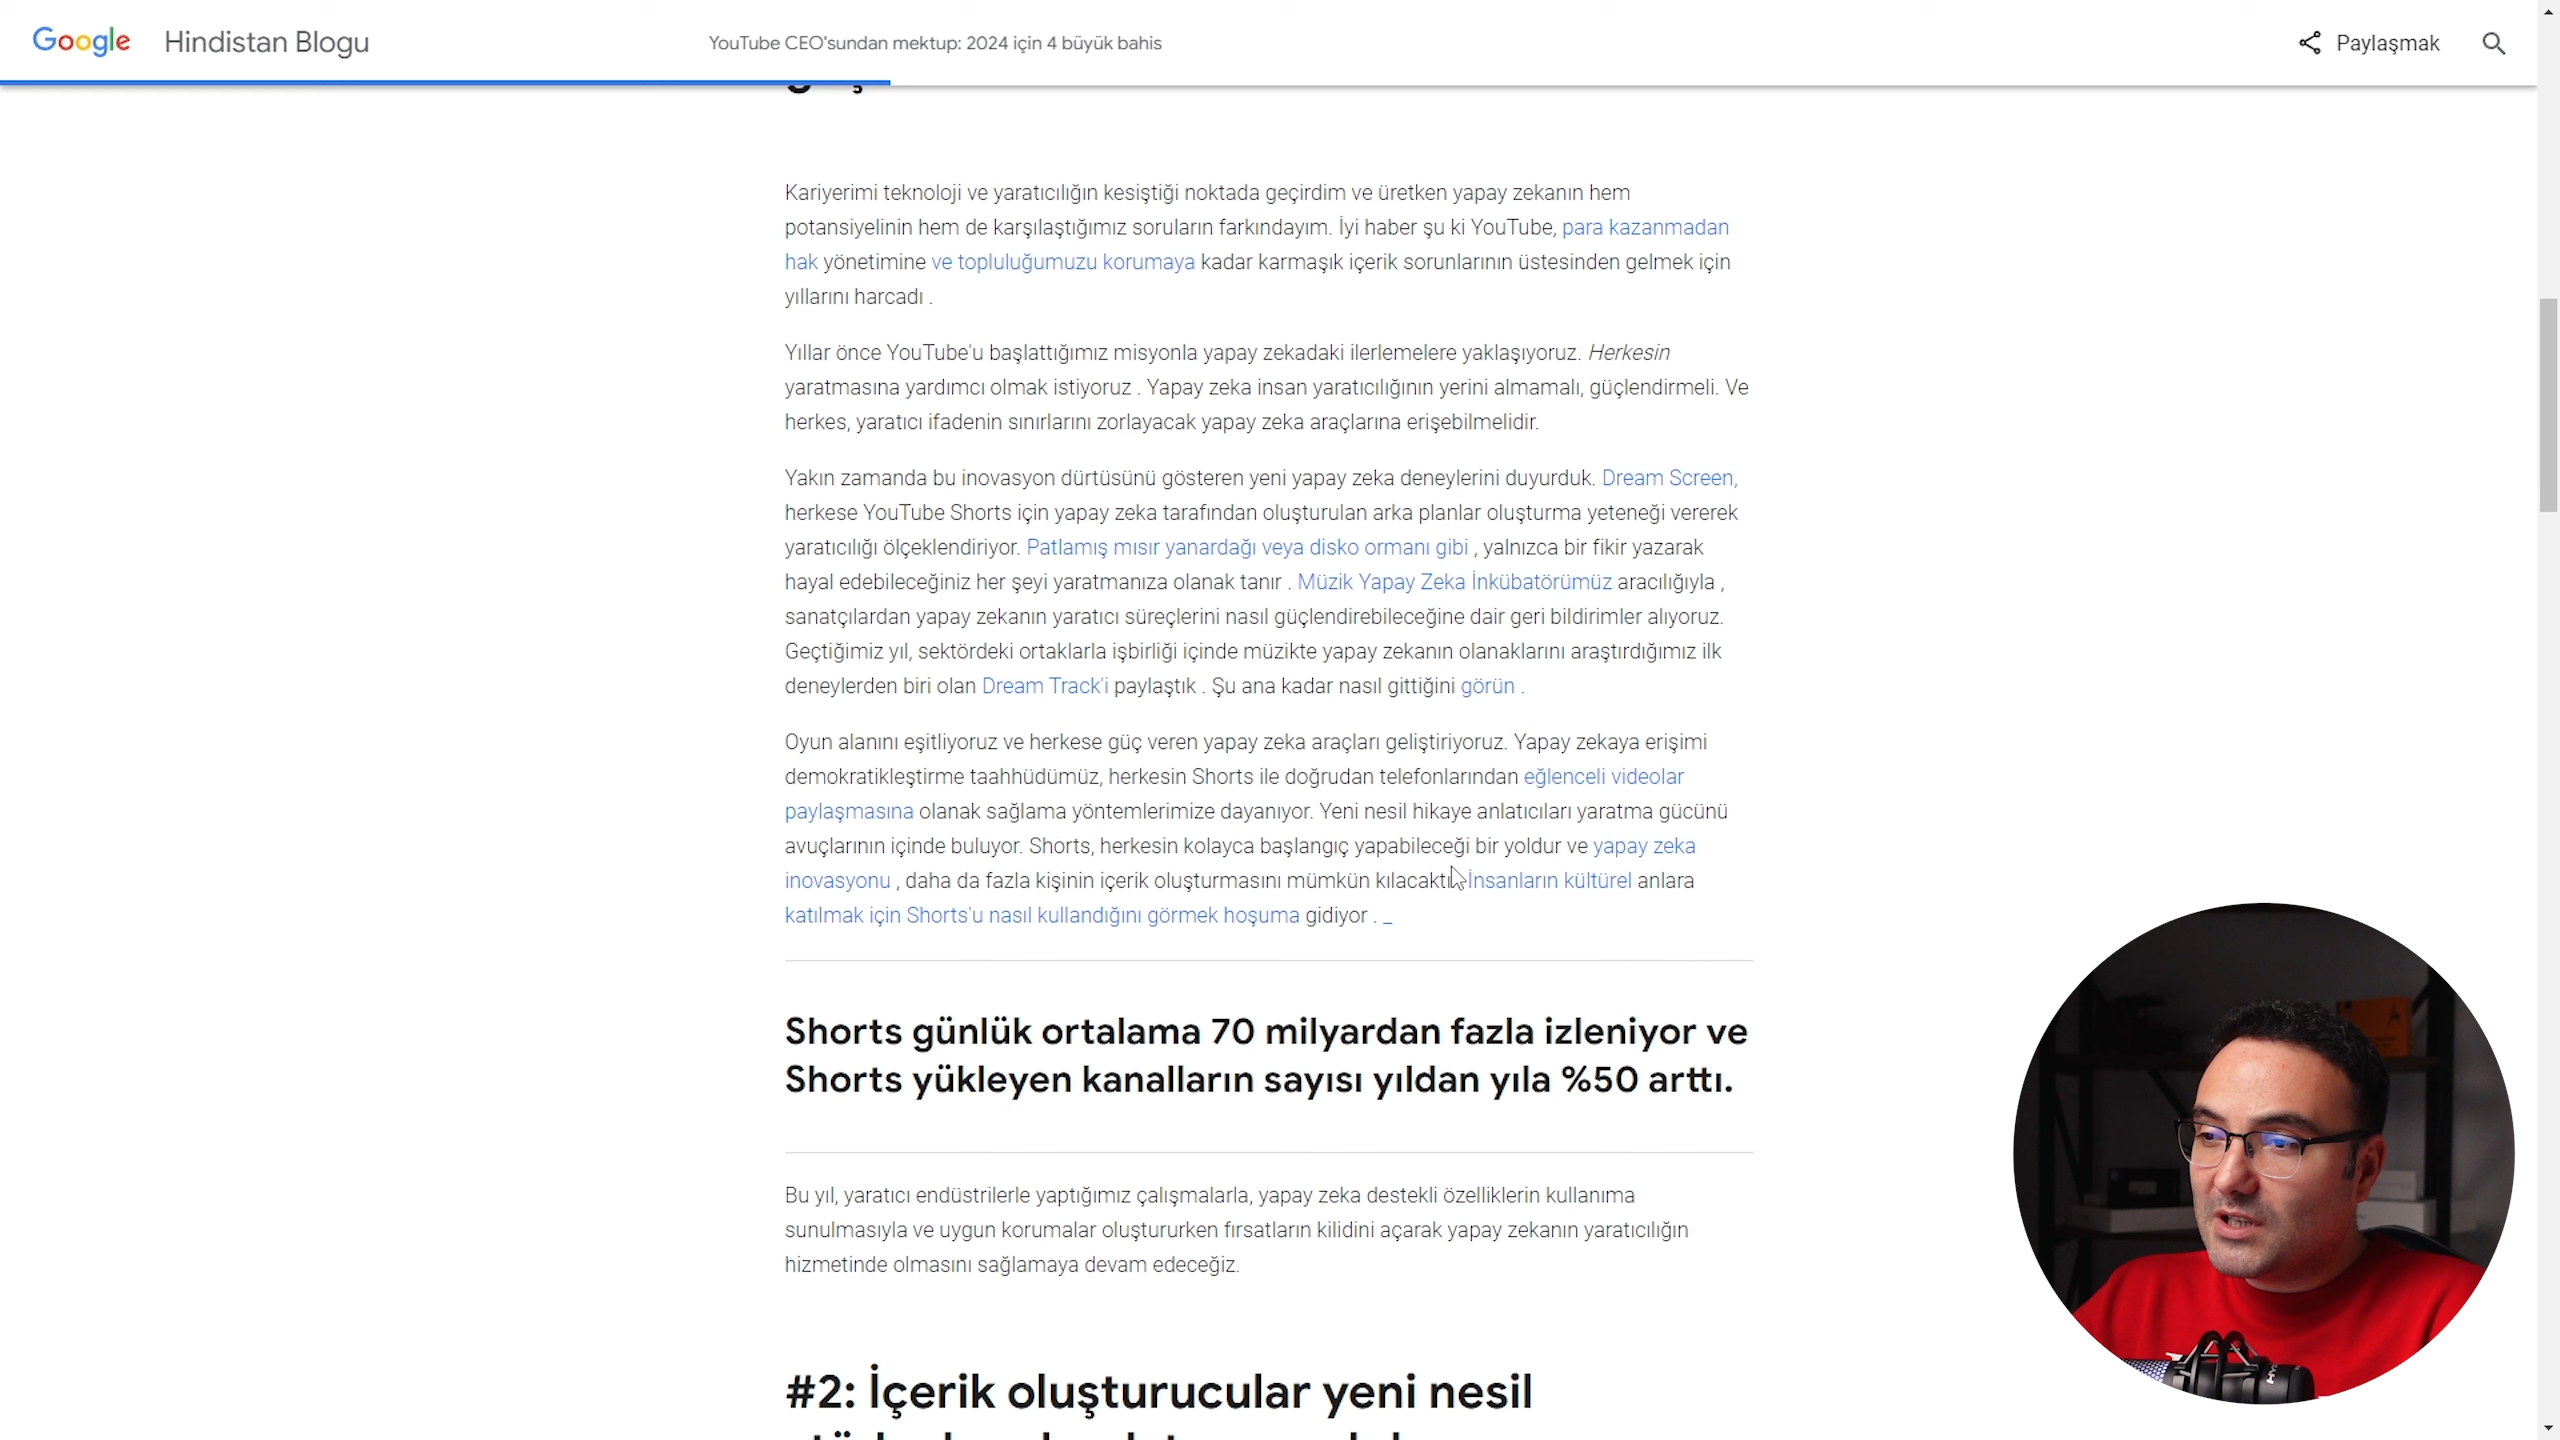 Google Hindistan Blogu
YouTube CEO'sundan mektup: 2024 için 4 büyük bahis
Paylaşmak
Kariyerimi teknoloji ve yaratıcılığın kesiştiği noktada geçirdim ve üretken yapay zekanın hem
potansiyelinin hem de karşılaştığımız soruların farkındayım. İyi haber şu ki YouTube, para kazanmadan
hak yönetimine ve topluluğumuzu korumaya kadar karmaşık içerik sorunlarının üstesinden gelmek için
yıllarını harcadı .
Yıllar önce YouTube'u başlattığımız misyonla yapay zekadaki ilerlemelere yaklaşıyoruz. Herkesin
yaratmasına yardımcı olmak istiyoruz . Yapay zeka insan yaratıcılığının yerini almamalı, güçlendirmeli. Ve
herkes, yaratıcı ifadenin sınırlarını zorlayacak yapay zeka araçlarına erişebilmelidir.
Yakın zamanda bu inovasyon dürtüsünü gösteren yeni yapay zeka deneylerini duyurduk. Dream Screen,
herkese YouTube Shorts için yapay zeka tarafından oluşturulan arka planlar oluşturma yeteneği vererek
yaratıcılığı ölçeklendiriyor. Patlamış mısır yanardağı veya disko ormanı gibi , yalnızca bir fikir yazarak
hayal edebileceğiniz her şeyi yaratmanıza olanak tanır . Müzik Yapay Zeka İnkübatörümüz aracılığıyla ,
sanatçılardan yapay zekanın yaratıcı süreçlerini nasıl güçlendirebileceğine dair geri bildirimler alıyoruz.
Geçtiğimiz yıl, sektördeki ortaklarla işbirliği içinde müzikte yapay zekanın olanaklarını araştırdığımız ilk
deneylerden biri olan Dream Track'i paylaştık . Şu ana kadar nasıl gittiğini görün .
Oyun alanını eşitliyoruz ve herkese güç veren yapay zeka araçları geliştiriyoruz. Yapay zekaya erişimi
demokratikleştirme taahhüdümüz, herkesin Shorts ile doğrudan telefonlarından eğlenceli videolar
paylaşmasına olanak sağlama yöntemlerimize dayanıyor. Yeni nesil hikaye anlatıcıları yaratma gücünü
avuçlarının içinde buluyor. Shorts, herkesin kolayca başlangıç yapabileceği bir yoldur ve yapay zeka
inovasyonu , daha da fazla kişinin içerik oluşturmasını mümkün kılacaktı İnsanların kültürel anlara
katılmak için Shorts'u nasıl kullandığını görmek hoşuma gidiyor . _
Shorts günlük ortalama 70 milyardan fazla izleniyor ve
Shorts yükleyen kanalların sayısı yıldan yıla %50 arttı.
Bu yıl, yaratıcı endüstrilerle yaptığımız çalışmalarla, yapay zeka destekli özelliklerin kullanıma
sunulmasıyla ve uygun korumalar oluştururken fırsatların kilidini açarak yapay zekanın yaratıcılığın
hizmetinde olmasını sağlamaya devam edeceğiz.
#2: İçerik oluşturucular yeni nesil